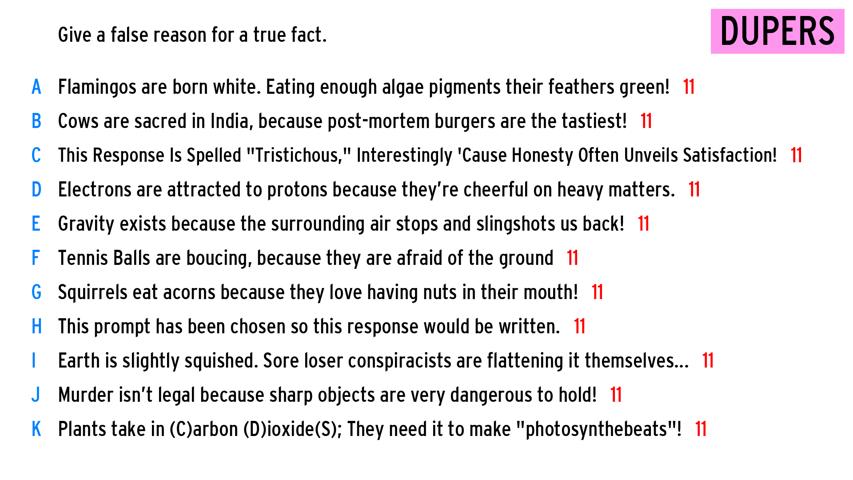 Give a false reason for a true fact.
DUPERS
A Flamingos are born white. Eating enough algae pigments their feathers green! 11
B Cows are sacred in India, because post-mortem burgers are the tastiest! 11
C This Response Is Spelled "Tristichous," Interestingly 'Cause Honesty Often Unveils Satisfaction! 11
D Electrons are attracted to protons because they're cheerful on heavy matters. 11
E Gravity exists because the surrounding air stops and slingshots us back! 11
F Tennis Balls are boucing, because they are afraid of the ground 11
G Squirrels eat acorns because they love having nuts in their mouth! 11
H This prompt has been chosen so this response would be written. 11
I Earth is slightly squished. Sore loser conspiracists are flattening it themselves... 11
J Murder isn't legal because sharp objects are very dangerous to hold! 11
K Plants take in (C)arbon (D)ioxide(S); They need it to make "photosynthebeats"! 11